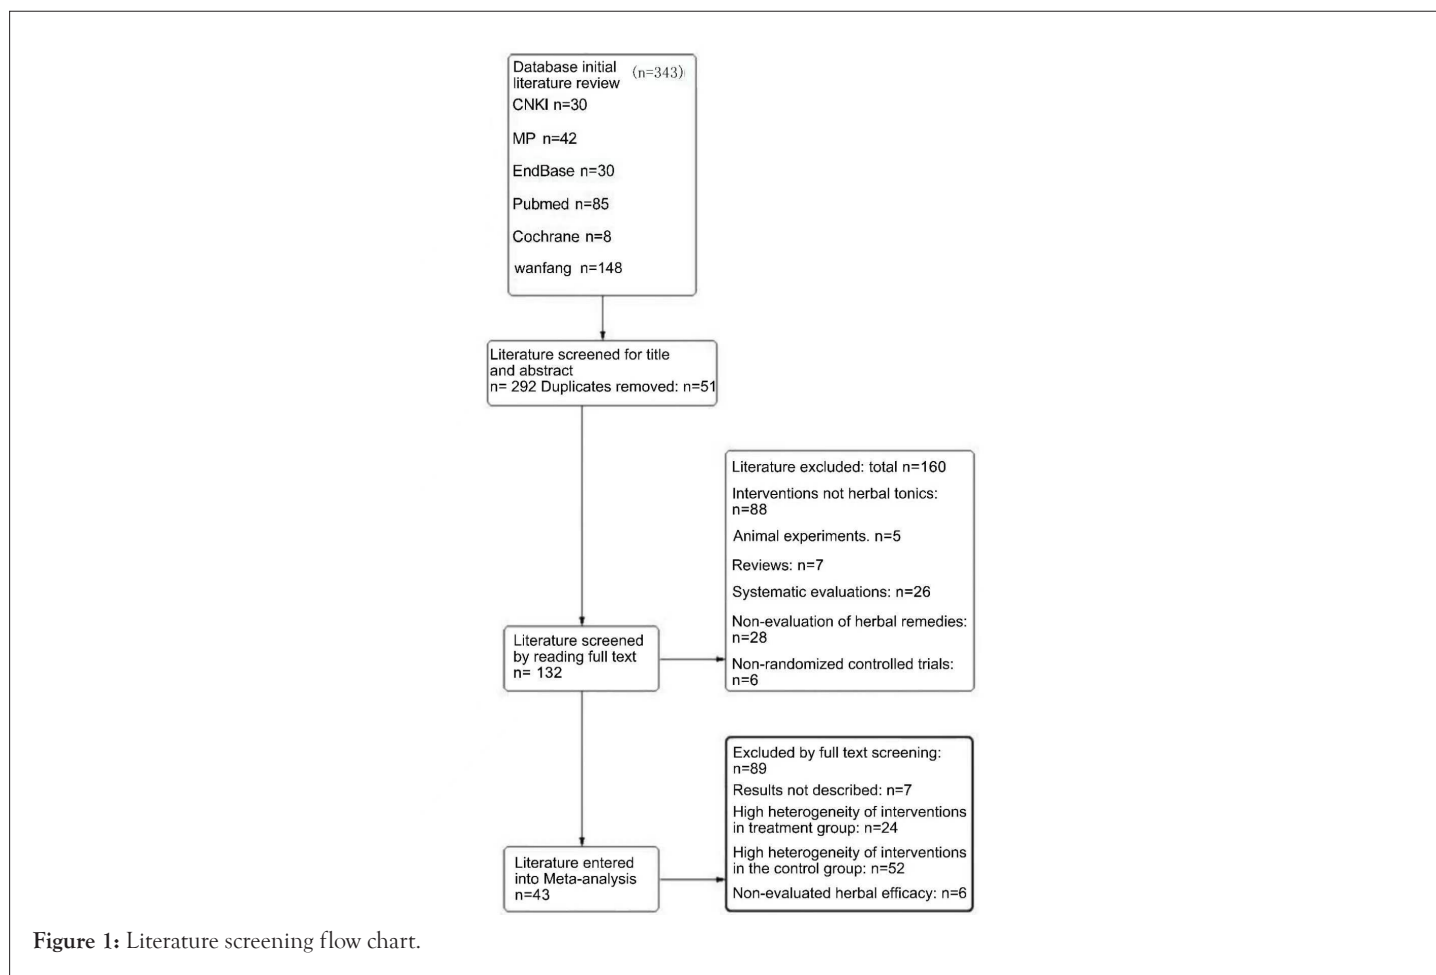 Database initial (n=343)
literature review
CNKI n=30
MP n=42
EndBase n=30
Pubmed n=85
Cochrane n=8
wanfang n=148
Literature screened for title
and abstract
n= 292 Duplicates removed: n=51
Literature excluded: total n=160
Interventions not herbal tonics:
n=88
Animal experiments. n=5
Reviews: n=7
Systematic evaluations: n=26
Non-evaluation of herbal remedies:
n=28
Non-randomized controlled trials:
n=6
Literature screened
by reading full text
n= 132
Excluded by full text screening:
n=89
Results not described: n=7
High heterogeneity of interventions
in treatment group: n=24
High heterogeneity of interventions
in the control group: n=52
Non-evaluated herbal efficacy: n=6
Literature entered
into Meta-analysis
n=43
Figure 1: Literature screening flow chart.